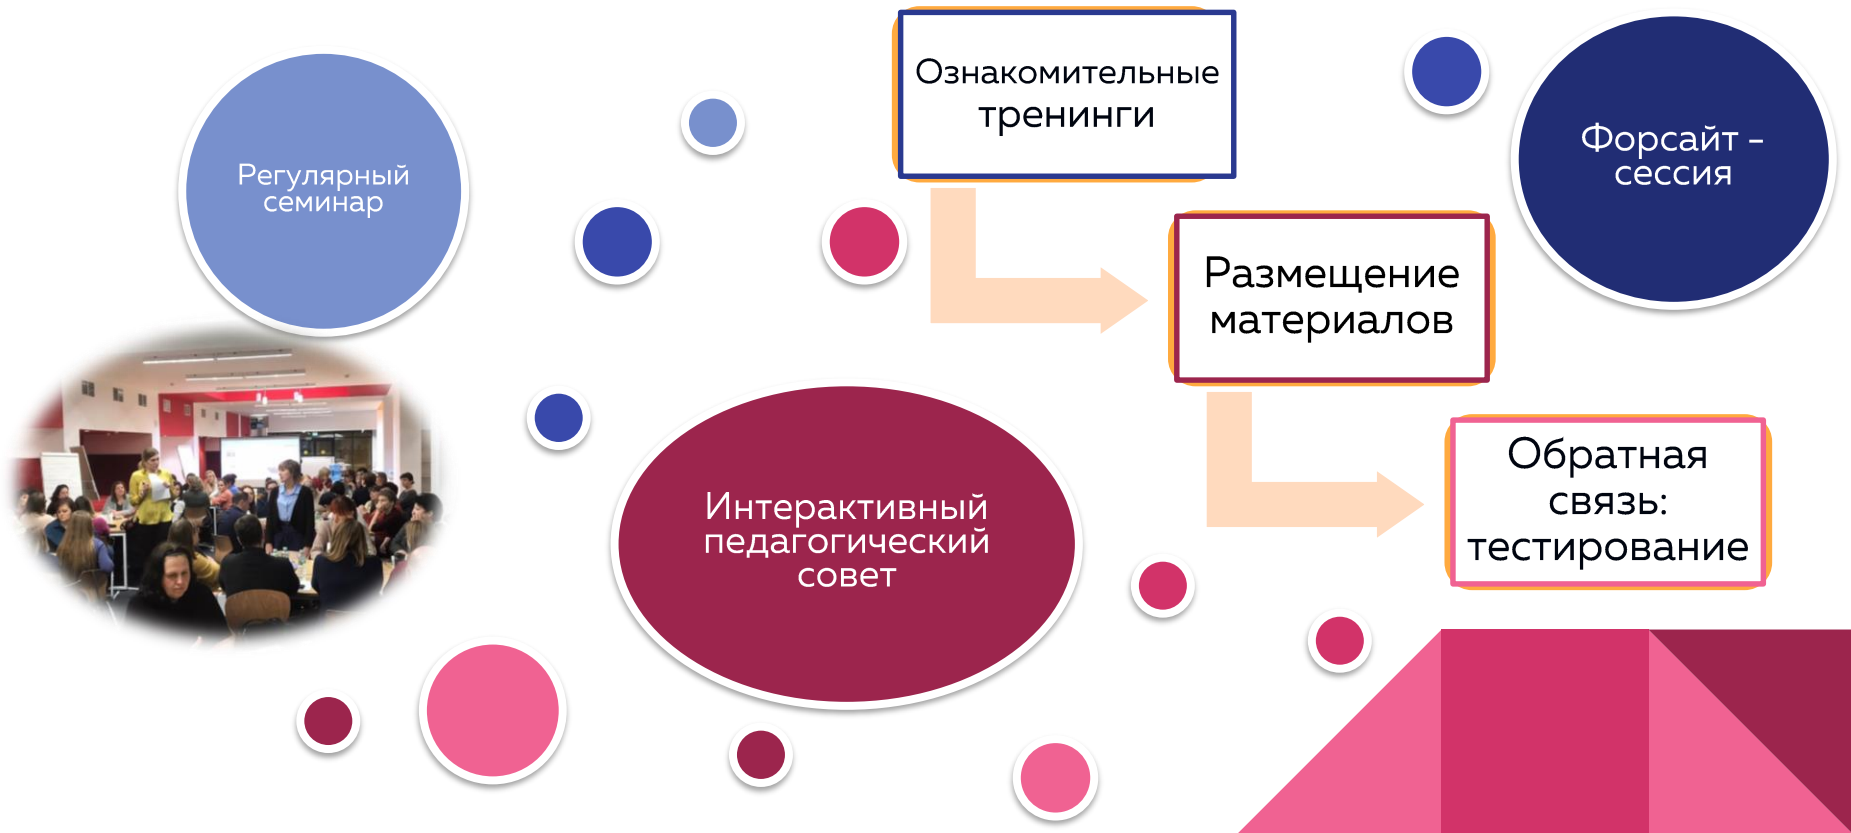 Регулярный
семинар
Ознакомительные
тренинги
Форсайт -
сессия
Размещение
материалов
Интерактивный
педагогический
совет
Обратная
связь:
тестирование